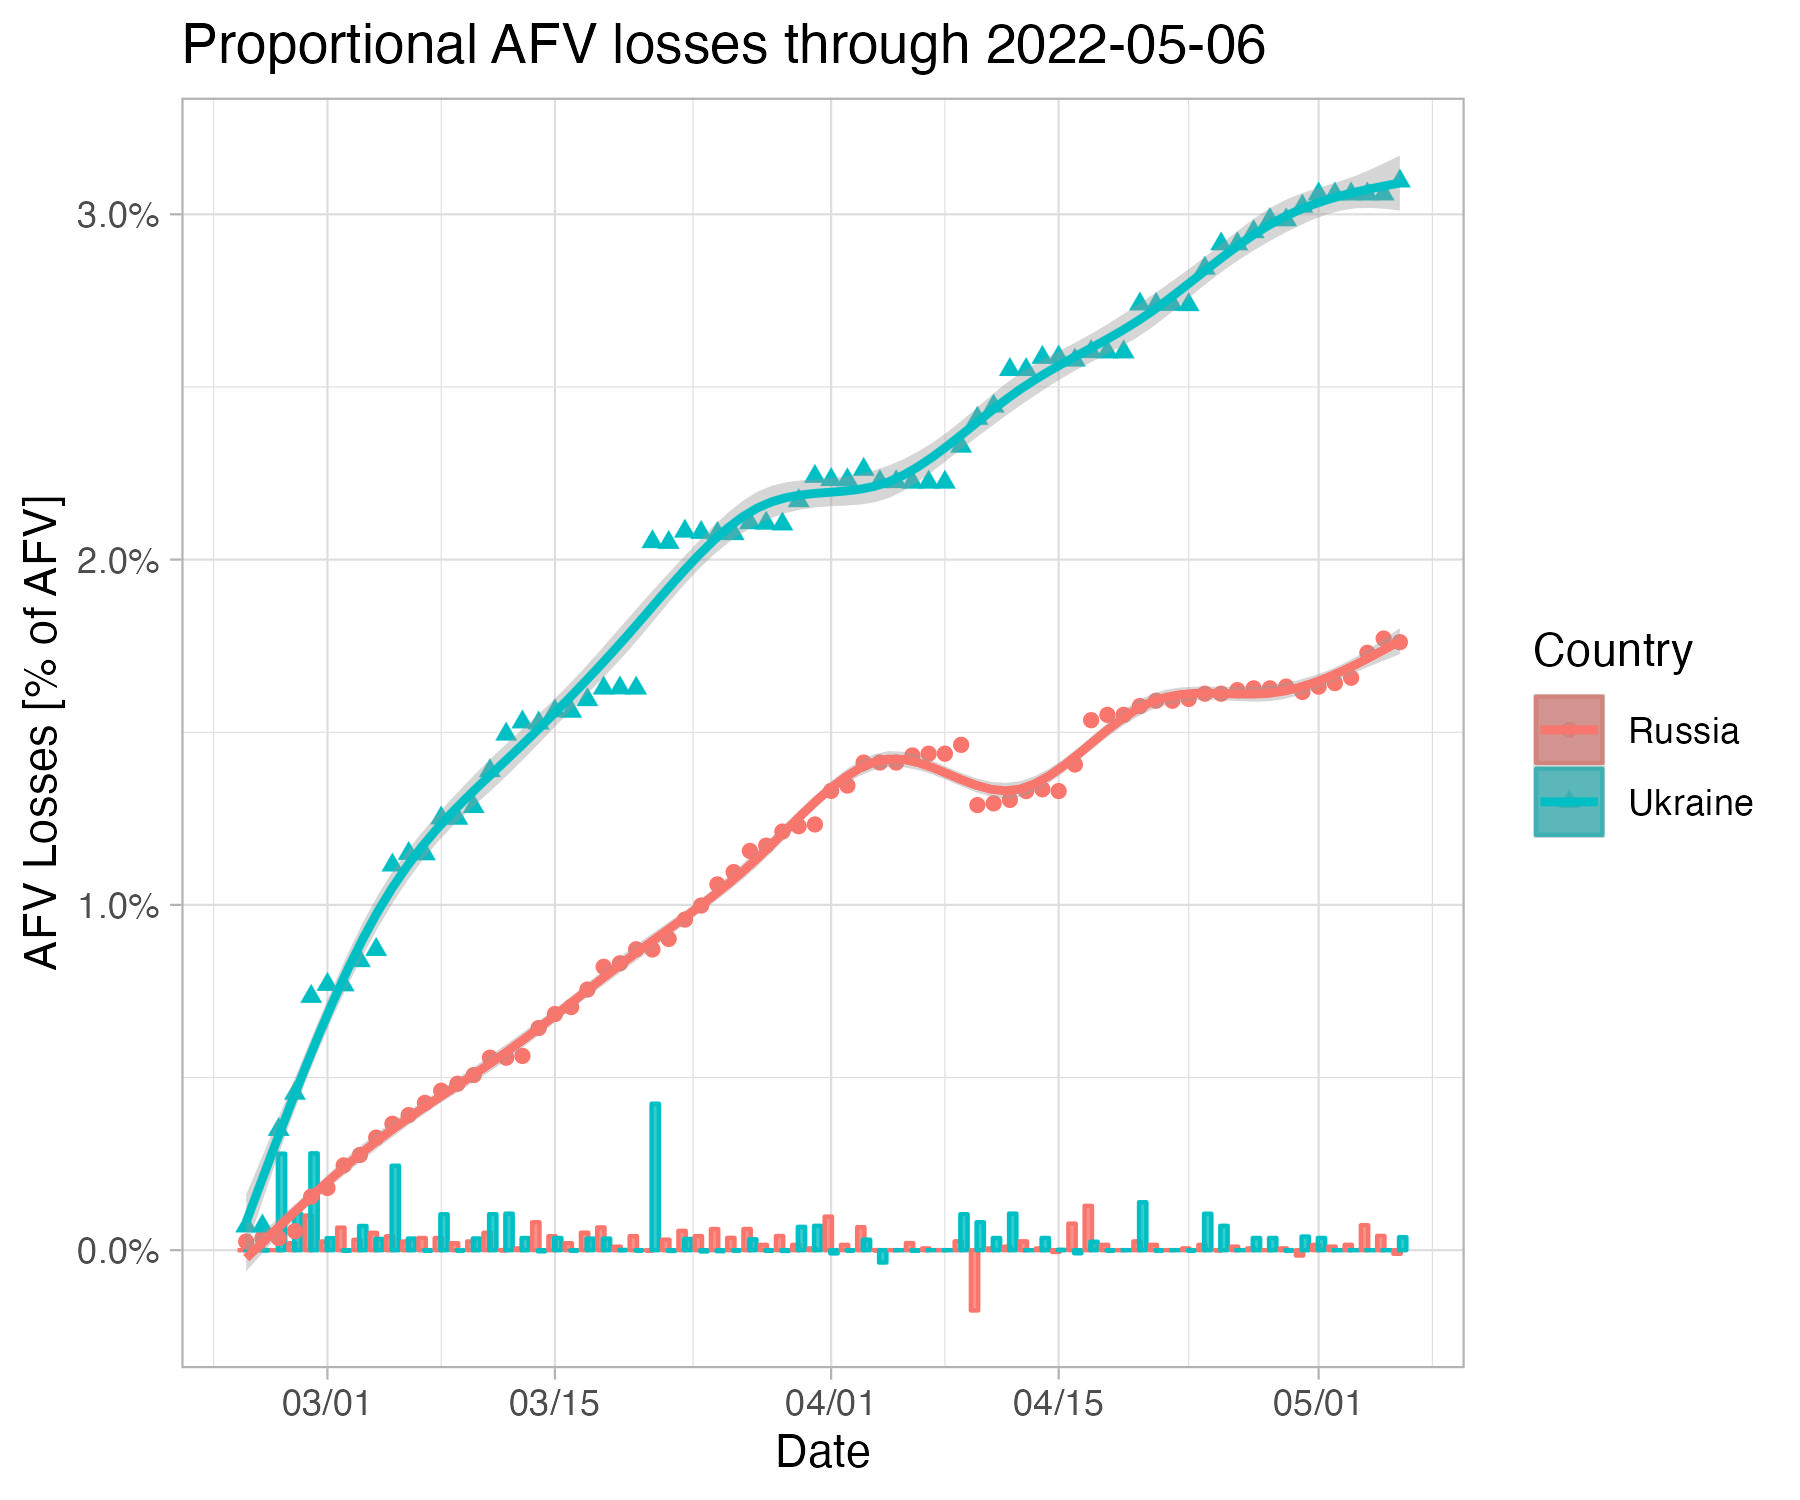 Proportional AFV losses through 2022-05-06
AFV Losses [% of AFV]
3.0%
2.0%
1.0%
0.0%
03/01
03/15
04/01
04/15
05/01
Date
Country
Russia
Ukraine